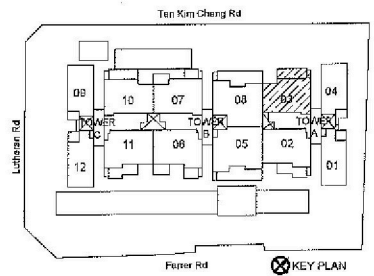 Ten Kim Cheng Rd
Lutheran Rd
09
10
07
08
03
04
TOWER C
TOWER B
TOWER A
12
11
06
05
02
01
Farrer Rd
KEY PLAN